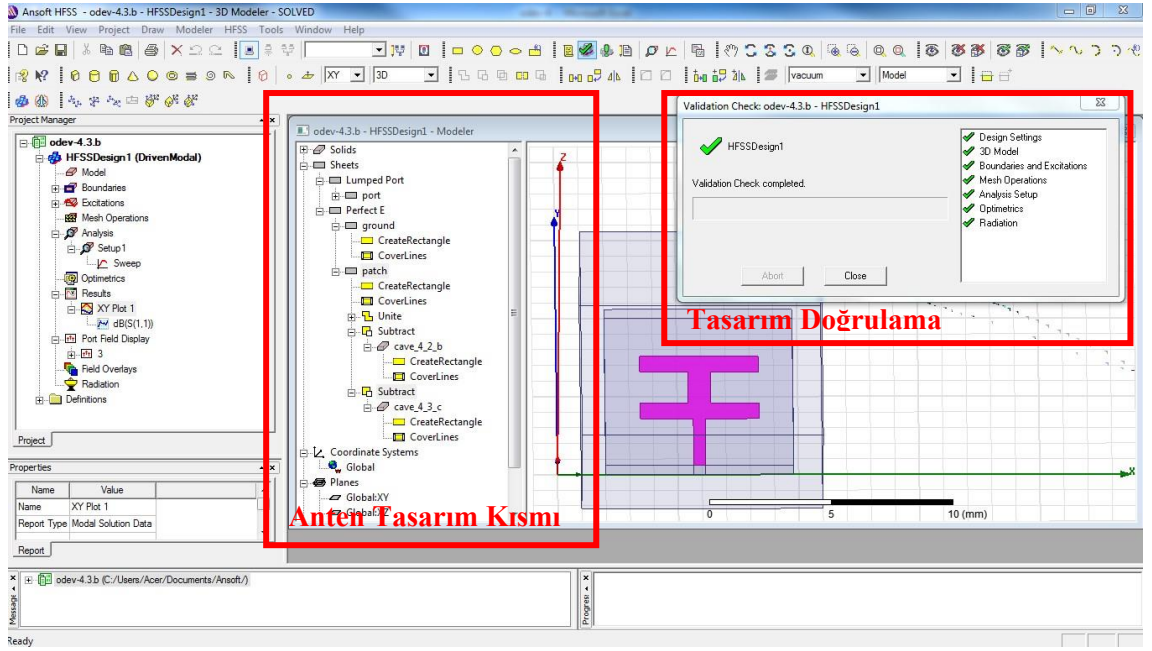 Ansoft HFSS - odev-4.3.b - HFSSDesign1 - 3D Modeler - SOLVED
File Edit View Project Draw Modeler HFSS Tools Window Help
XY 3D vacuum Model
Project Manager
odev-4.3.b
HFSSDesign1 (DrivenModal)
Model
Boundaries
Excitations
Mesh Operations
Analysis
Setup1
Sweep
Optimetrics
Results
XY Plot 1
dB(S(1,1))
Port Field Display
3
Field Overlays
Radiation
Definitions
Project
Properties
Name Value
Name XY Plot 1
Report Type Modal Solution Data
Report
odev-4.3.b - HFSSDesign1 - Modeler
Solids
Sheets
Lumped Port
port
Perfect E
ground
CreateRectangle
CoverLines
patch
CreateRectangle
CoverLines
Unite
Subtract
cave_4_2_b
CreateRectangle
CoverLines
Subtract
cave_4_3_c
CreateRectangle
CoverLines
Coordinate Systems
Global
Planes
Global:XY
Anten Tasarım Kısmı
Z
Y
X
0 5 10 (mm)
Validation Check: odev-4.3.b - HFSSDesign1
HFSSDesign1
Validation Check completed.
Abort Close
Design Settings
3D Model
Boundaries and Excitations
Mesh Operations
Analysis Setup
Optimetrics
Radiation
Tasarım Doğrulama
Message
odev-4.3.b (C:/Users/Acer/Documents/Ansoft/)
Progress
Ready